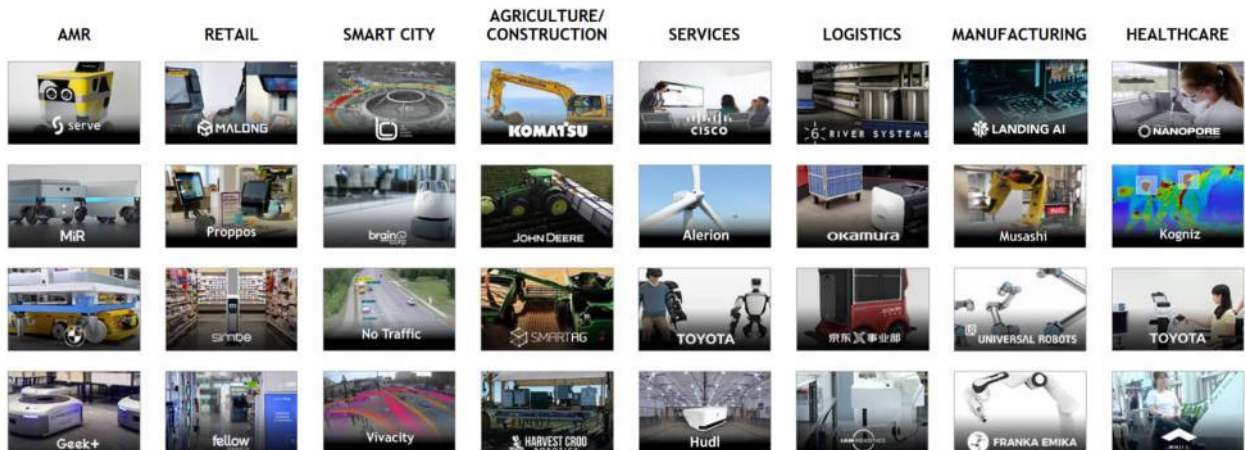 AMR
RETAIL
SMART CITY
AGRICULTURE/
CONSTRUCTION
SERVICES
LOGISTICS
MANUFACTURING
HEALTHCARE
serve
MALONG
KOMATSU
CISCO
6 RIVER SYSTEMS
LANDING AI
NANOPORE
MiR
Proppos
brain
corp
JOHN DEERE
Alerion
OKamura
Musashi
Kogniz
simbe
No Traffic
SMARTAG
TOYOTA
京东X事业部
UNIVERSAL ROBOTS
TOYOTA
Geek+
fellow
Vivacity
HARVEST CROO
ROBOTICS
Hudl
FRANKA EMIKA